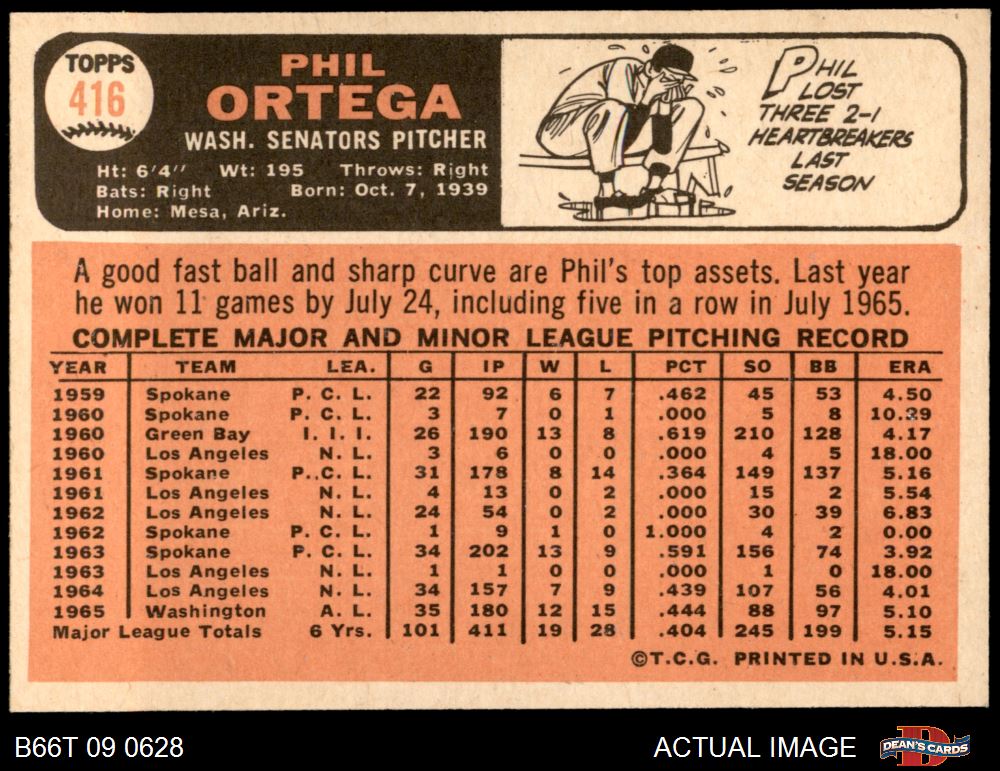 TOPPS
416
PHIL
ORTEGA
WASH. SENATORS PITCHER
Ht: 6'4" Wt: 195 Throws: Right
Bats: Right Born: Oct. 7, 1939
Home: Mesa, Ariz.
PHIL
LOST
THREE 2-1
HEARTBREAKERS
LAST
SEASON
A good fast ball and sharp curve are Phil's top assets. Last year
he won 11 games by July 24, including five in a row in July 1965.
COMPLETE MAJOR AND MINOR LEAGUE PITCHING RECORD
YEAR TEAM LEA. G IP W L PCT SO BB ERA
1959 Spokane P. C. L. 22 92 6 7 .462 45 53 4.50
1960 Spokane P. C. L. 3 7 0 1 .000 5 8 10.29
1960 Green Bay I. I. I. 26 190 13 8 .619 210 128 4.17
1960 Los Angeles N. L. 3 6 0 0 .000 4 5 18.00
1961 Spokane P. C. L. 31 178 8 14 .364 149 137 5.16
1961 Los Angeles N. L. 4 13 0 2 .000 15 2 5.54
1962 Los Angeles N. L. 24 54 0 2 .000 30 39 6.83
1962 Spokane P. C. L. 1 9 1 0 1.000 4 2 0.00
1963 Spokane P. C. L. 34 202 13 9 .591 156 74 3.92
1963 Los Angeles N. L. 1 1 0 0 .000 1 0 18.00
1964 Los Angeles N. L. 34 157 7 9 .439 107 56 4.01
1965 Washington A. L. 35 180 12 15 .444 88 97 5.10
Major League Totals 6 Yrs. 101 411 19 28 .404 245 199 5.15
©T.C.G. PRINTED IN U.S.A.
B66T 09 0628
ACTUAL IMAGE
DEAN'S CARDS